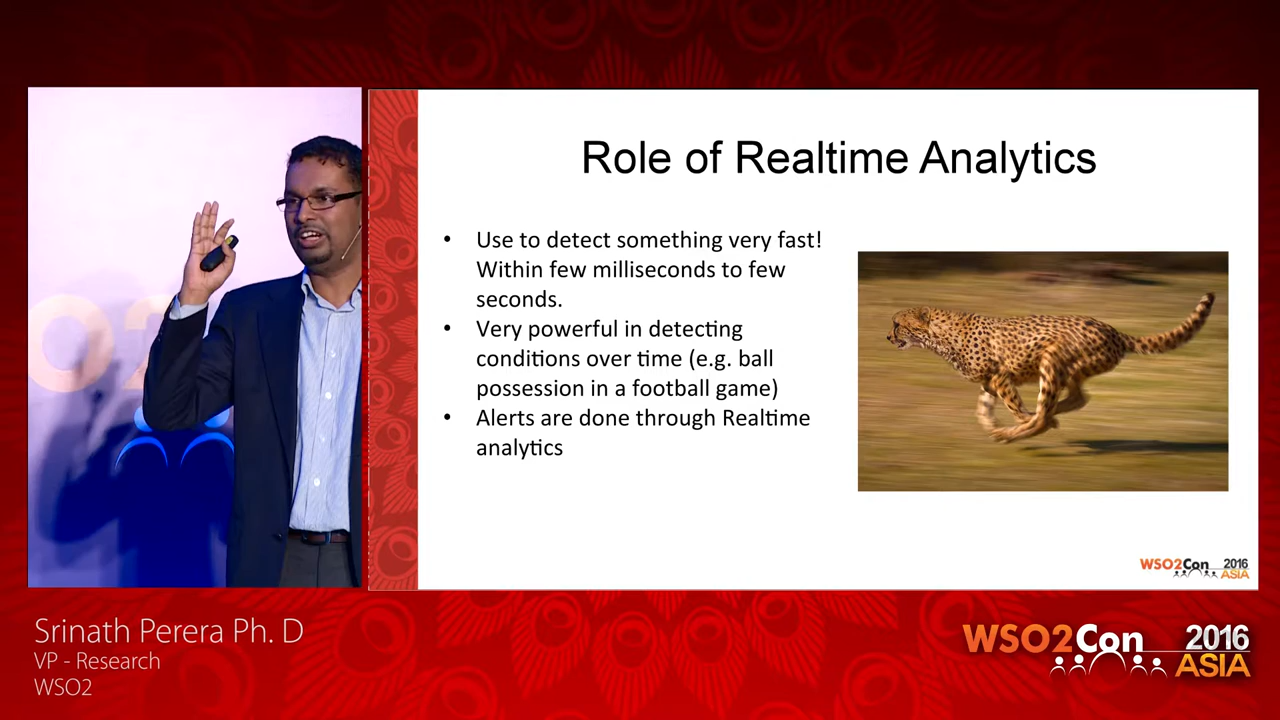 Role of Realtime Analytics
• Use to detect something very fast!
Within few milliseconds to few
seconds.
• Very powerful in detecting
conditions over time (e.g. ball
possession in a football game)
• Alerts are done through Realtime
analytics
WSO2Con 2016
ASIA
O2
Srinath Perera Ph. D
VP - Research
WSO2
WSO2Con 2016
ASIA